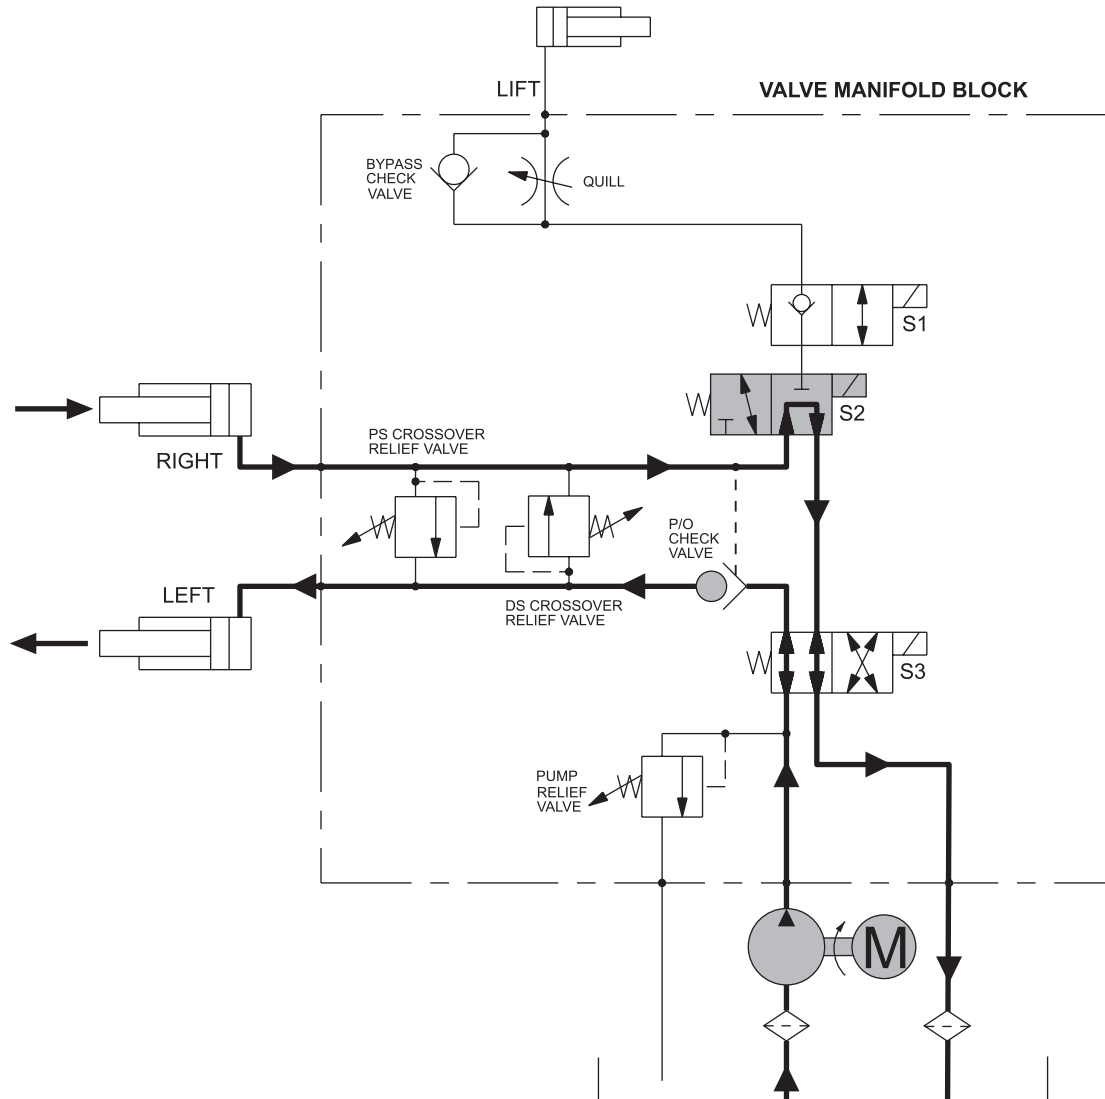 LIFT
VALVE MANIFOLD BLOCK
BYPASS
CHECK
VALVE
QUILL
S1
S2
PS CROSSOVER
RELIEF VALVE
RIGHT
P/O
CHECK
VALVE
LEFT
DS CROSSOVER
RELIEF VALVE
S3
PUMP
RELIEF
VALVE
M